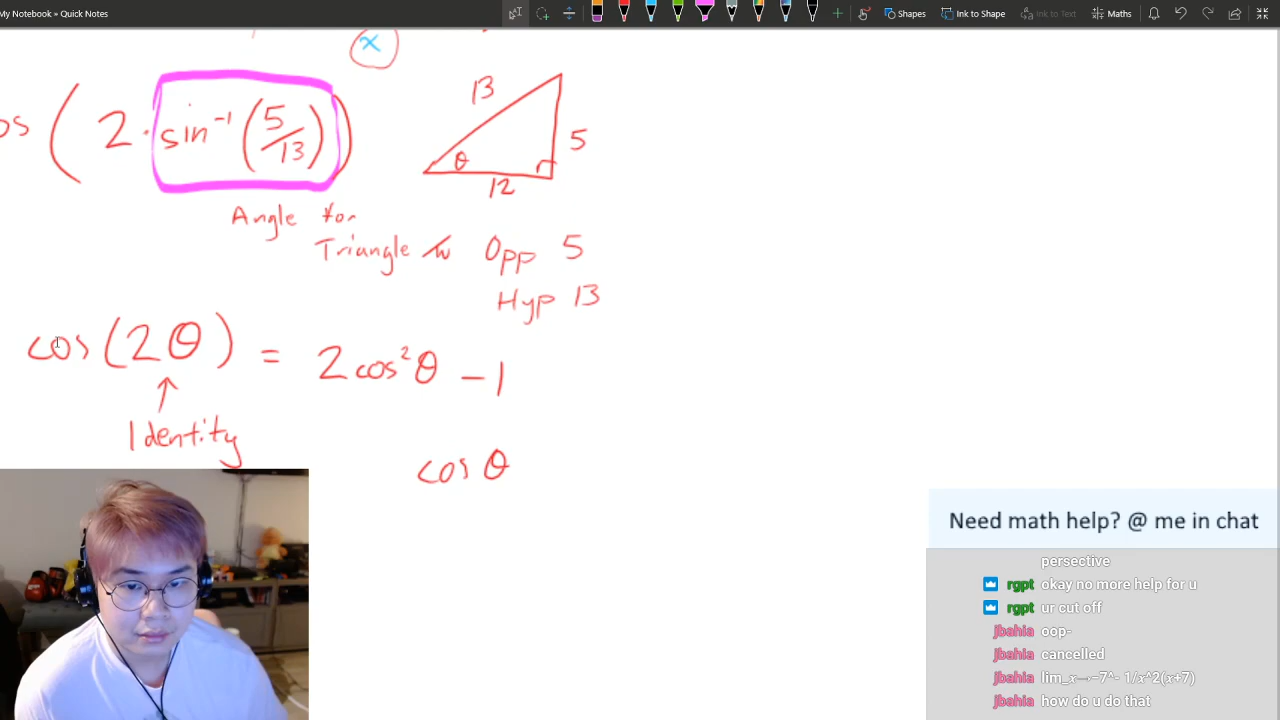 My Notebook » Quick Notes
Shapes
Ink to Shape
Ink to Text
Maths
x
os ( 2 · sin⁻¹ (5/13) )
13
5
θ
12
Angle for
Triangle w Opp 5
Hyp 13
cos(2θ) = 2cos²θ - 1
Identity
cos θ
Need math help? @ me in chat
persective
rgpt okay no more help for u
rgpt ur cut off
jbahia oop-
jbahia cancelled
jbahia lim_x→−7^- 1/x^2(x+7)
jbahia how do u do that